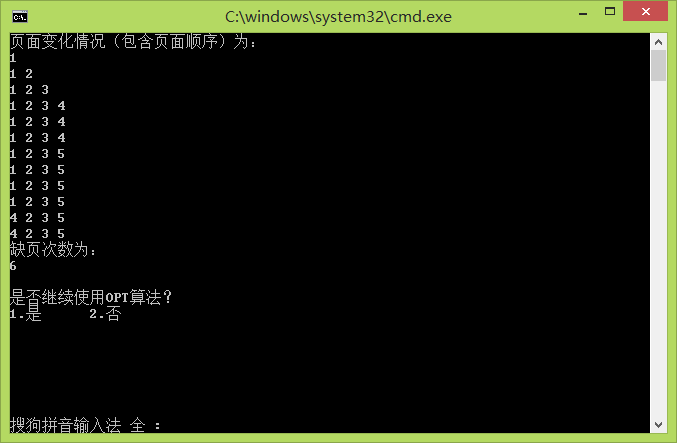 C:\windows\system32\cmd.exe
页面变化情况（包含页面顺序）为：
1
1 2
1 2 3
1 2 3 4
1 2 3 4
1 2 3 4
1 2 3 5
1 2 3 5
1 2 3 5
1 2 3 5
4 2 3 5
4 2 3 5
缺页次数为：
6
是否继续使用OPT算法？
1.是 2.否
搜狗拼音输入法 全 ：